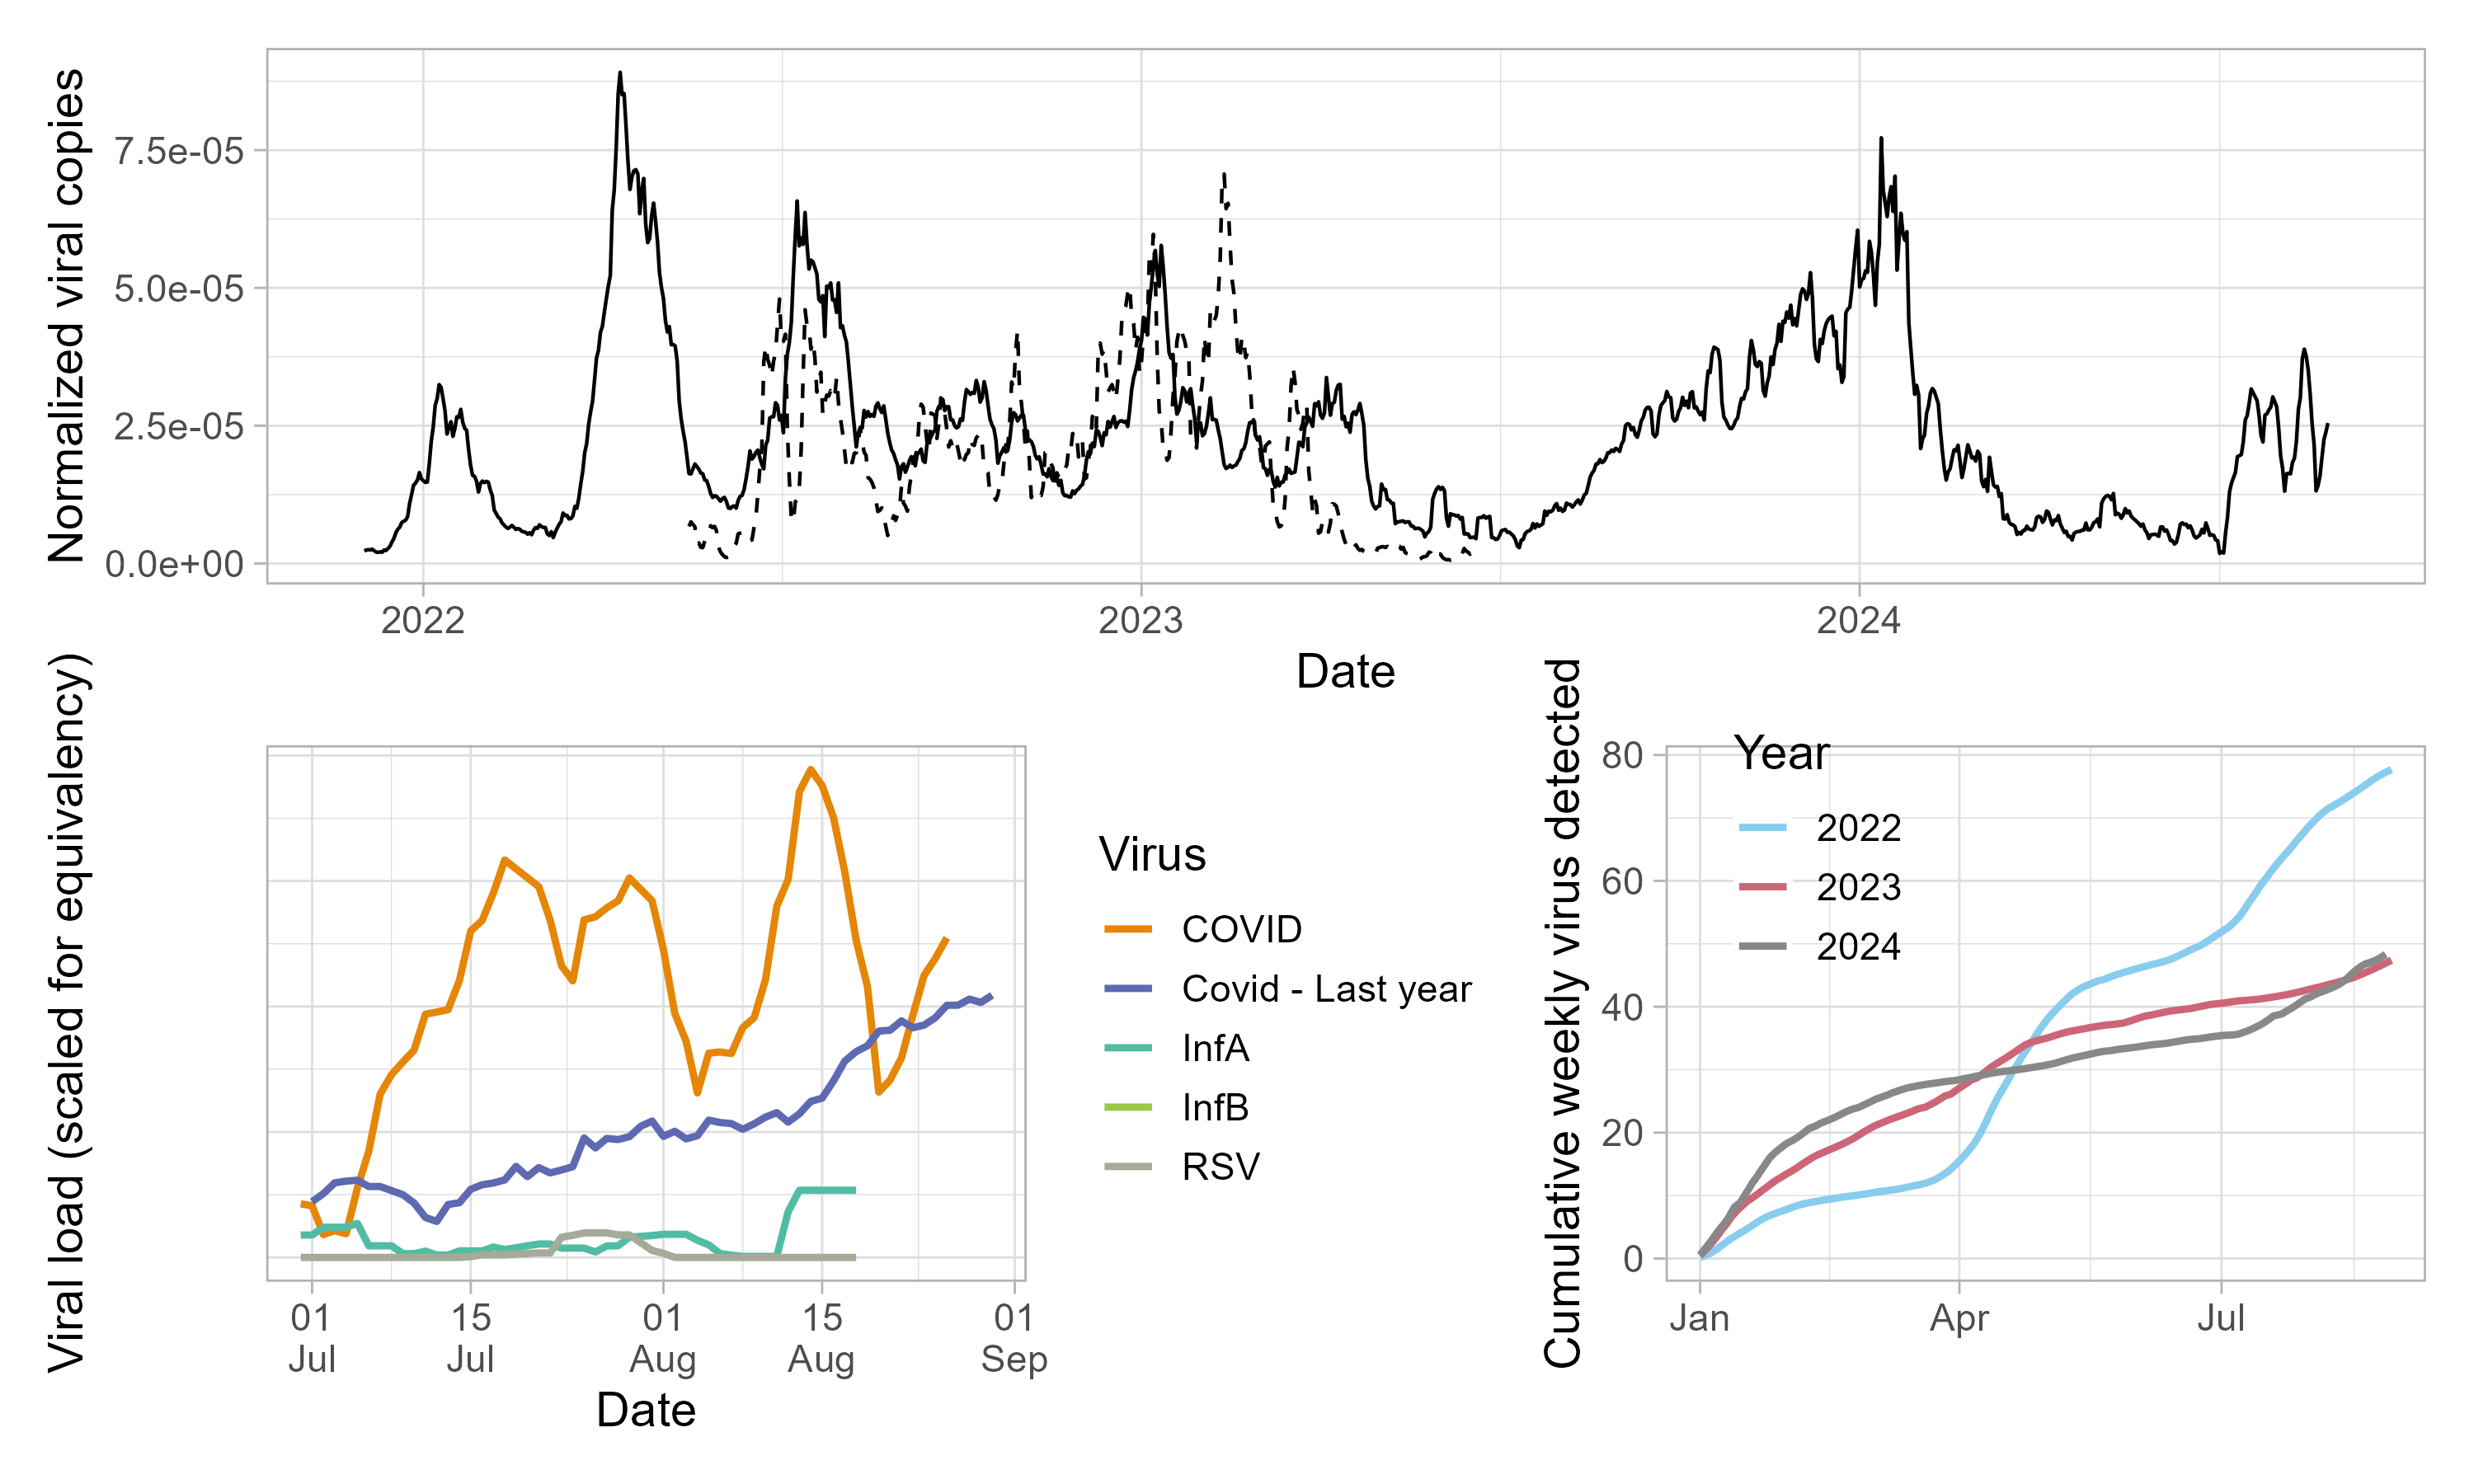 Normalized viral copies
7.5e-05
5.0e-05
2.5e-05
0.0e+00
2022
2023
2024
Date
Viral load (scaled for equivalency)
01
Jul
15
Jul
01
Aug
15
Aug
01
Sep
Date
Virus
COVID
Covid - Last year
InfA
InfB
RSV
Cumulative weekly virus detected
80
60
40
20
0
Year
2022
2023
2024
Jan
Apr
Jul